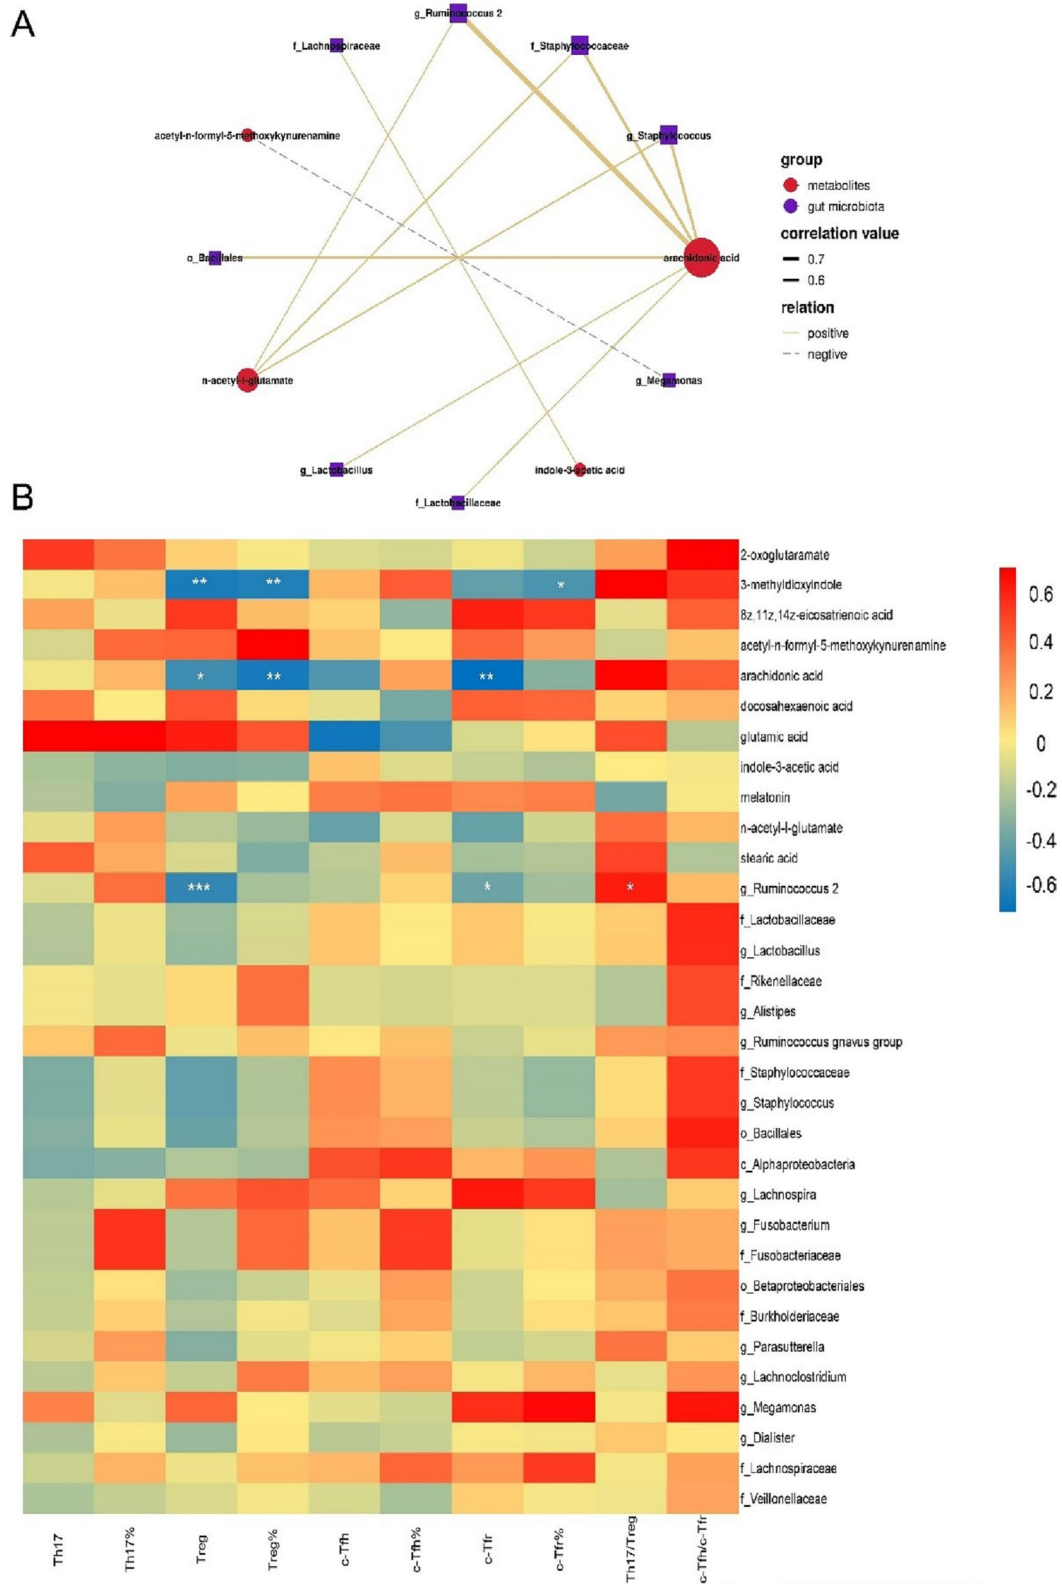 A
g_Ruminococcus 2
f_Lachnospiraceae
f_Staphylococcaceae
acetyl-n-formyl-5-methoxykynurenamine
g_Staphylococcus
group
metabolites
gut microbiota
correlation value
0.7
0.6
relation
positive
negtive
o_Bacillales
arachidonic acid
n-acetyl-l-glutamate
g_Megamonas
g_Lactobacillus
indole-3-acetic acid
f_Lactobacillaceae
B
2-oxoglutaramate
** ** * 3-methyldioxyindole
8z,11z,14z-eicosatrienoic acid
acetyl-n-formyl-5-methoxykynurenamine
* ** ** arachidonic acid
docosahexaenoic acid
glutamic acid
indole-3-acetic acid
melatonin
n-acetyl-l-glutamate
stearic acid
*** * * g_Ruminococcus 2
f_Lactobacillaceae
g_Lactobacillus
f_Rikenellaceae
g_Alistipes
g_Ruminococcus gnavus group
f_Staphylococcaceae
g_Staphylococcus
o_Bacillales
c_Alphaproteobacteria
g_Lachnospira
g_Fusobacterium
f_Fusobacteriaceae
o_Betaproteobacteriales
f_Burkholderiaceae
g_Parasutterella
g_Lachnoclostridium
g_Megamonas
g_Dialister
f_Lachnospiraceae
f_Veillonellaceae
0.6
0.4
0.2
0
-0.2
-0.4
-0.6
Th17
Th17%
Treg
Treg%
c-Tfh
c-Tfh%
c-Tfr
c-Tfr%
Th17/Treg
c-Tfh/c-Tfr